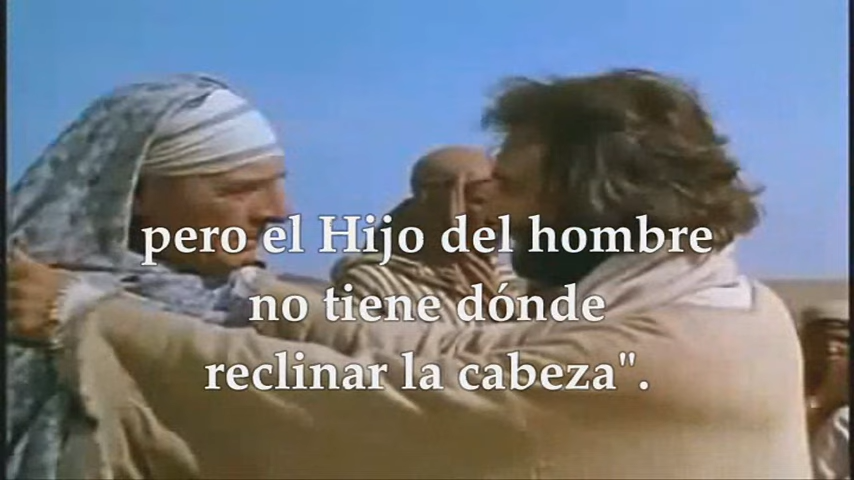 pero el Hijo del hombre
no tiene dónde
reclinar la cabeza".